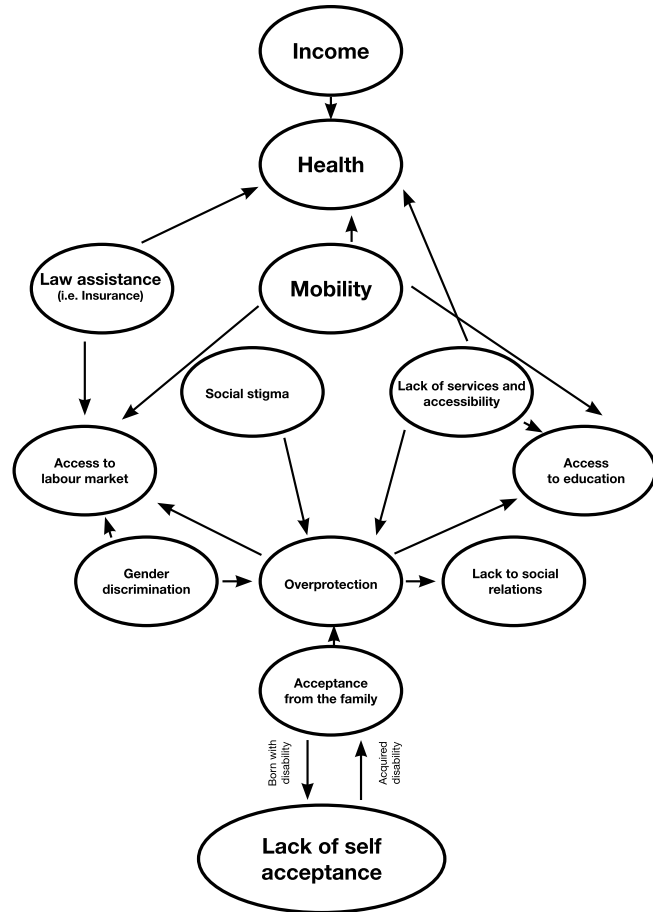 Income
Health
Law assistance
(i.e. Insurance)
Mobility
Social stigma
Lack of services and
accessibility
Access to
labour market
Access
to education
Gender
discrimination
Overprotection
Lack to social
relations
Acceptance
from the family
Born with
disability
Acquired
disability
Lack of self
acceptance